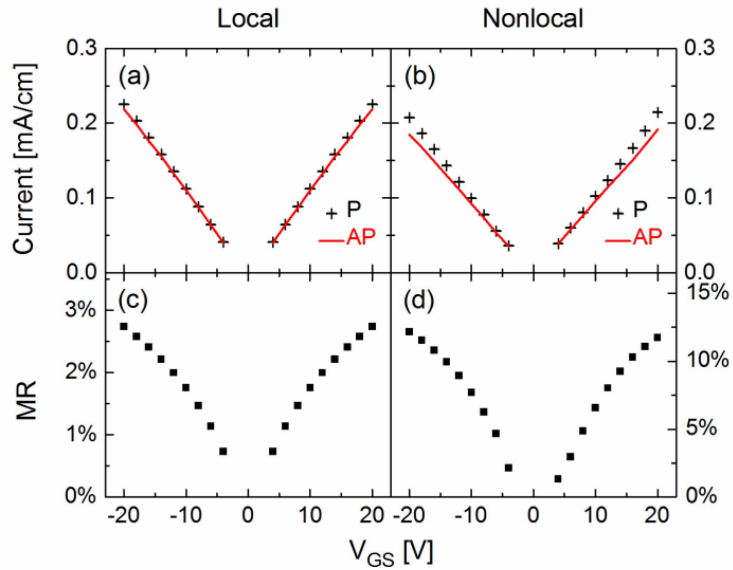 Local Nonlocal
0.3 (a) (b) 0.3
Current [mA/cm] 0.2 0.2
0.1 P P 0.1
AP AP
0.0 0.0
3% (c) (d) 15%
MR 2% 10%
1% 5%
0% 0%
-20 -10 0 10 20 -20 -10 0 10 20
V_GS [V]